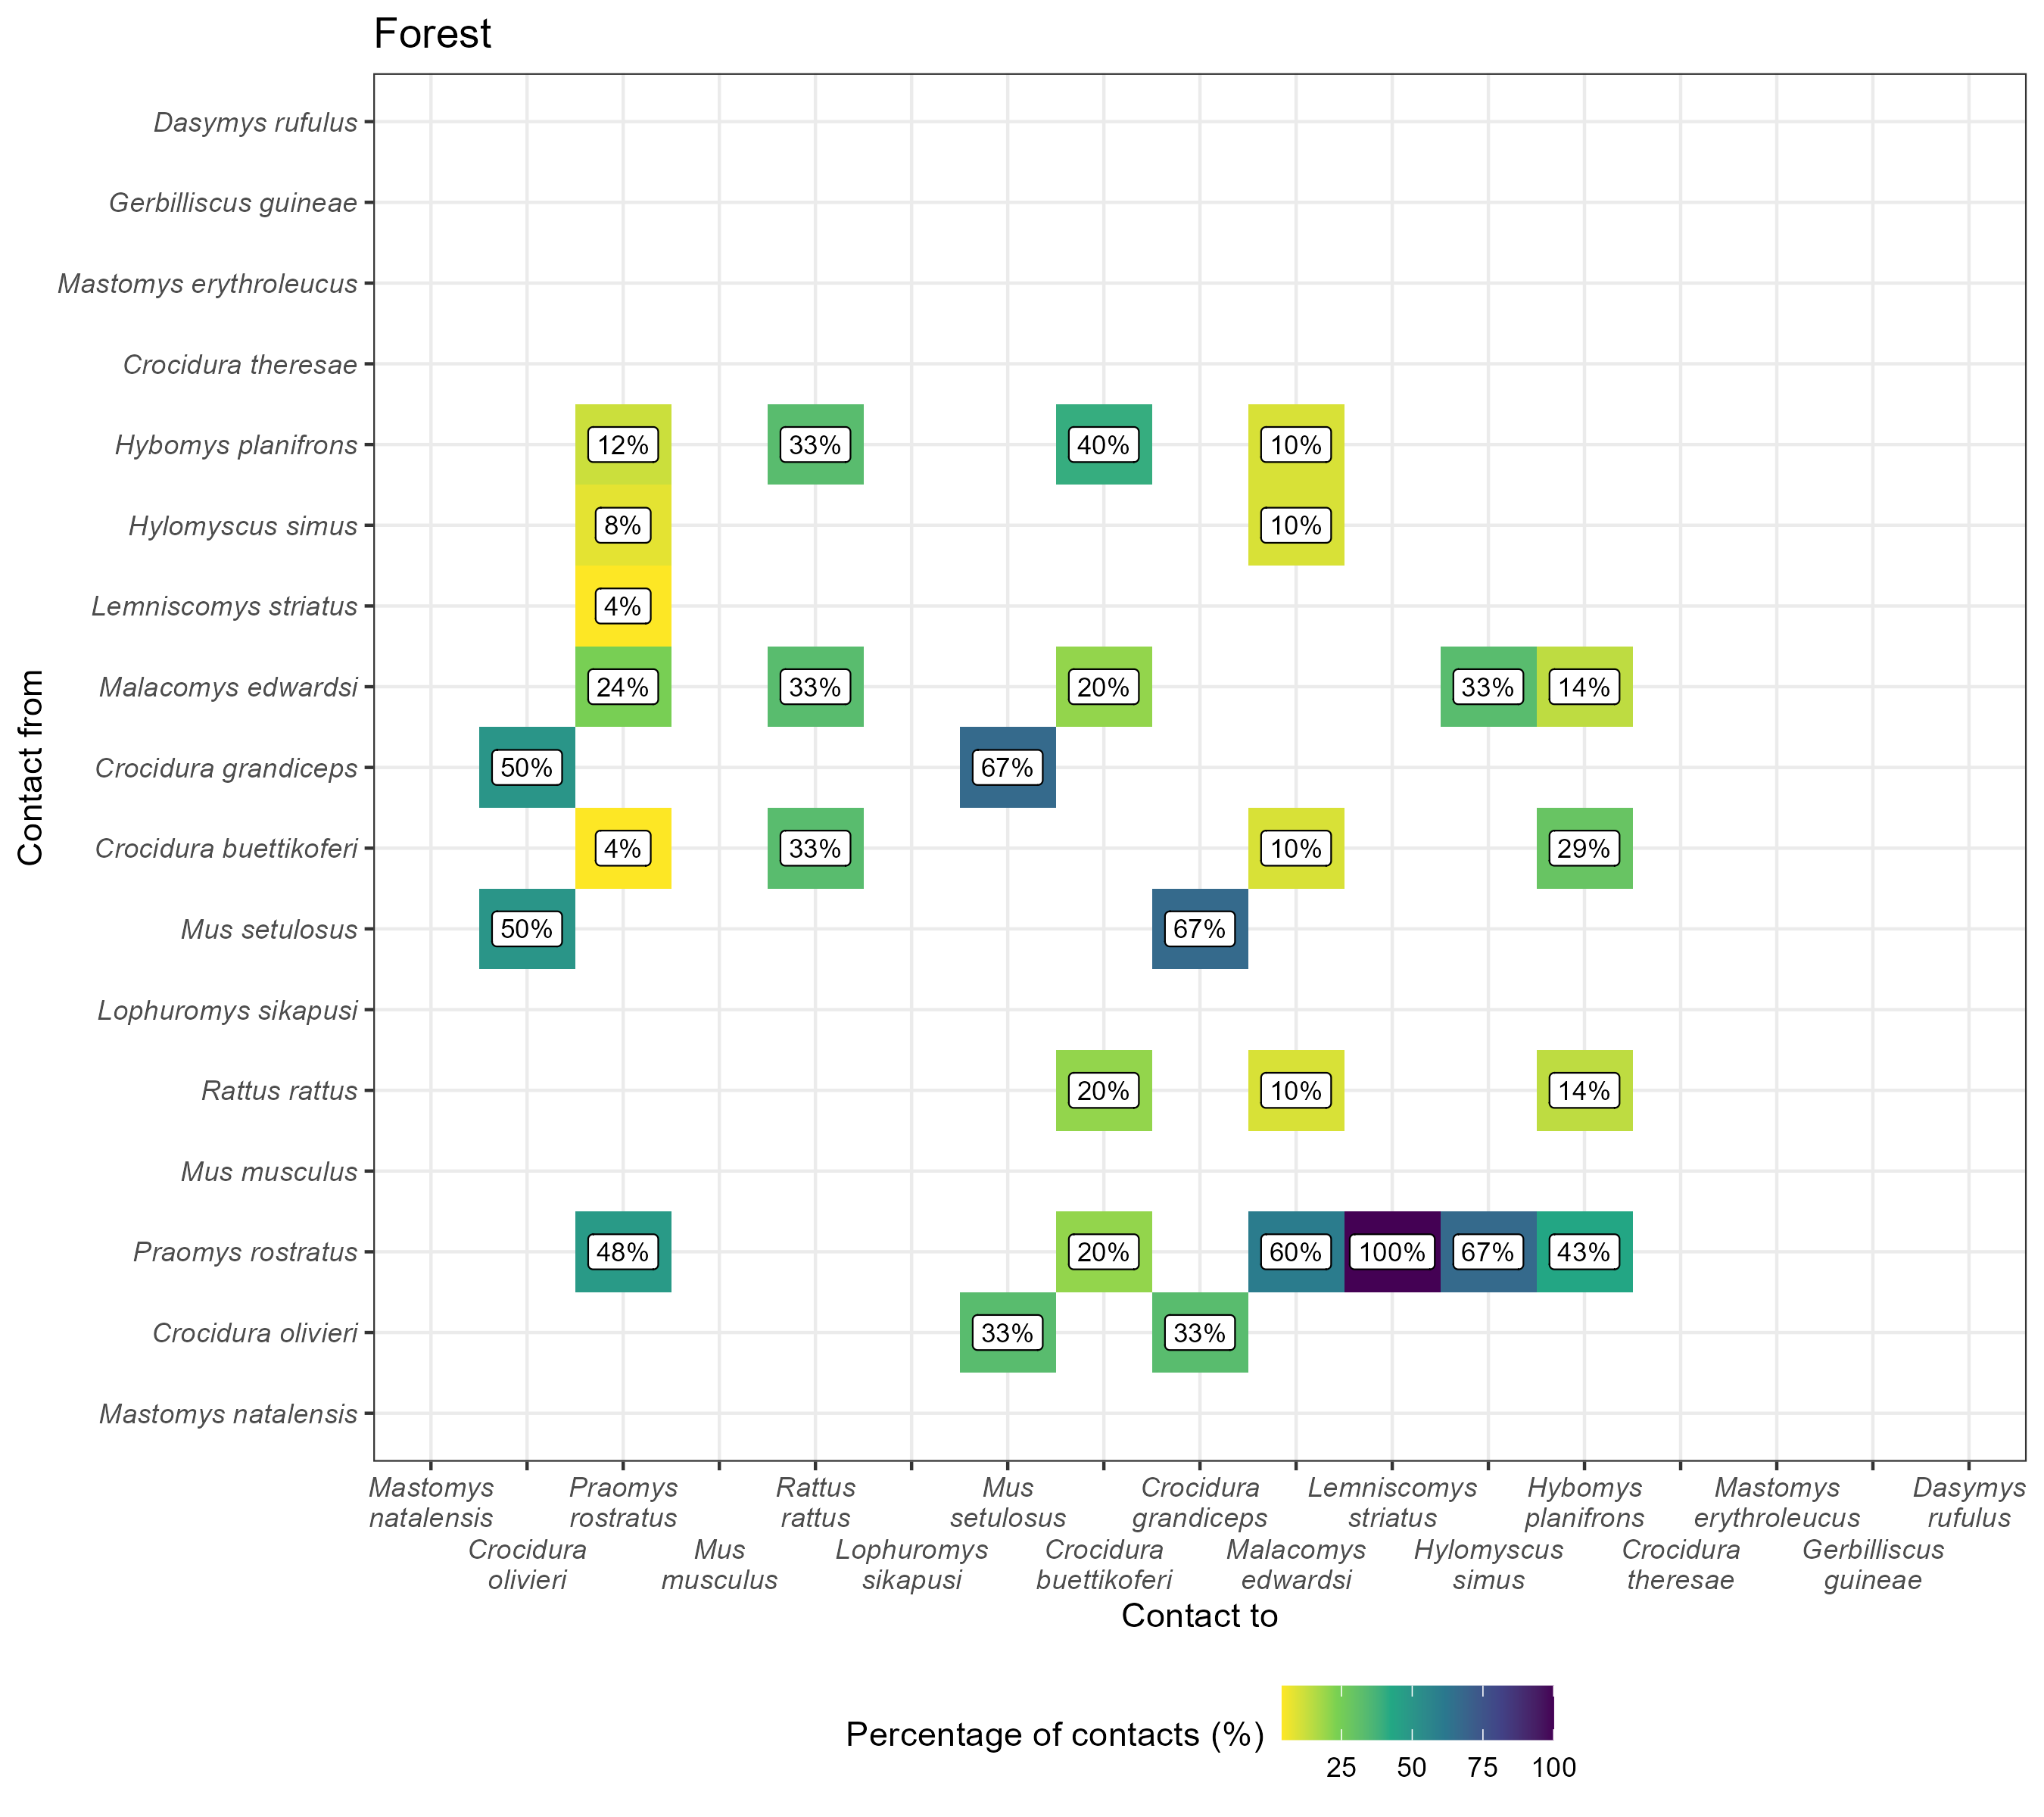 Forest
Contact from
Dasymys rufulus
Gerbilliscus guineae
Mastomys erythroleucus
Crocidura theresae
Hybomys planifrons
12% 33% 40% 10%
Hylomyscus simus
8% 10%
Lemniscomys striatus
4%
Malacomys edwardsi
24% 33% 20% 33% 14%
Crocidura grandiceps
50% 67%
Crocidura buettikoferi
4% 33% 10% 29%
Mus setulosus
50% 67%
Lophuromys sikapusi
Rattus rattus
20% 10% 14%
Mus musculus
Praomys rostratus
48% 20% 60% 100% 67% 43%
Crocidura olivieri
33% 33%
Mastomys natalensis
Mastomys
natalensis
Crocidura
olivieri
Praomys
rostratus
Mus
musculus
Rattus
rattus
Lophuromys
sikapusi
Mus
setulosus
Crocidura
buettikoferi
Crocidura
grandiceps
Malacomys
edwardsi
Lemniscomys
striatus
Hylomyscus
simus
Hybomys
planifrons
Crocidura
theresae
Mastomys
erythroleucus
Gerbilliscus
guineae
Dasymys
rufulus
Contact to
Percentage of contacts (%)
25 50 75 100